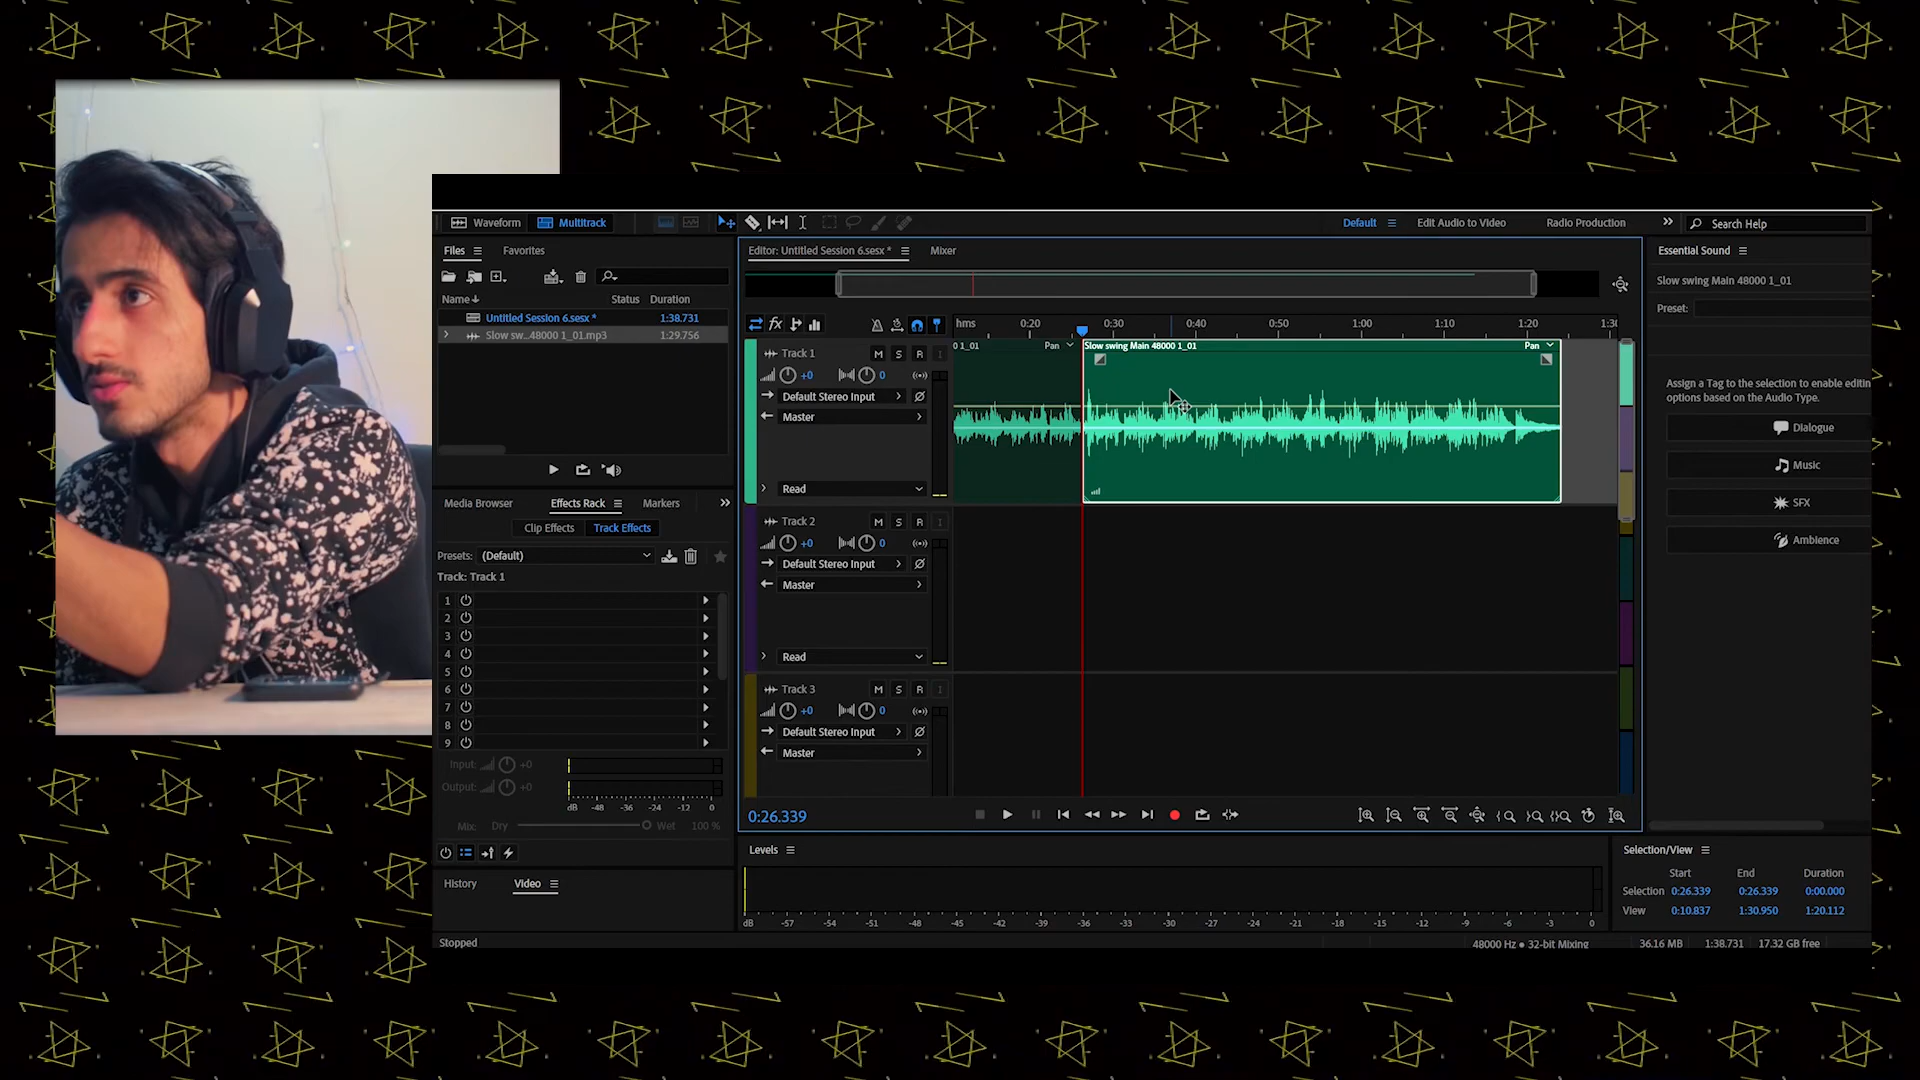 Waveform Multitrack Default Edit Audio to Video Radio Production Search Help
Files Favorites
Name Status Duration
Untitled Session 6.sesx * 1:38.731
Slow sw...48000 1_01.mp3 1:29.756
Media Browser Effects Rack Markers
Clip Effects Track Effects
Presets: (Default)
Track: Track 1
1
2
3
4
5
6
7
8
9
Input: +0
Output: +0
dB -48 -36 -24 -12 0
Mix: Dry Wet 100 %
History Video
Stopped
Editor: Untitled Session 6.sesx * Mixer
hms 0:20 0:30 0:40 0:50 1:00 1:10 1:20 1:30
Track 1 M S R I
+0 0
Default Stereo Input
Master
Read
0 1_01 Pan
Slow swing Main 48000 1_01 Pan
Track 2 M S R I
+0 0
Default Stereo Input
Master
Read
Track 3 M S R I
+0 0
Default Stereo Input
Master
0:26.339
Levels
dB -57 -54 -51 -48 -45 -42 -39 -36 -33 -30 -27 -24 -21 -18 -15 -12 -9 -6 -3 0
Essential Sound
Slow swing Main 48000 1_01
Preset:
Assign a Tag to the selection to enable editin
options based on the Audio Type.
Dialogue
Music
SFX
Ambience
Selection/View
Start End Duration
Selection 0:26.339 0:26.339 0:00.000
View 0:10.837 1:30.950 1:20.112
48000 Hz ● 32-bit Mixing 36.16 MB 1:38.731 17.32 GB free